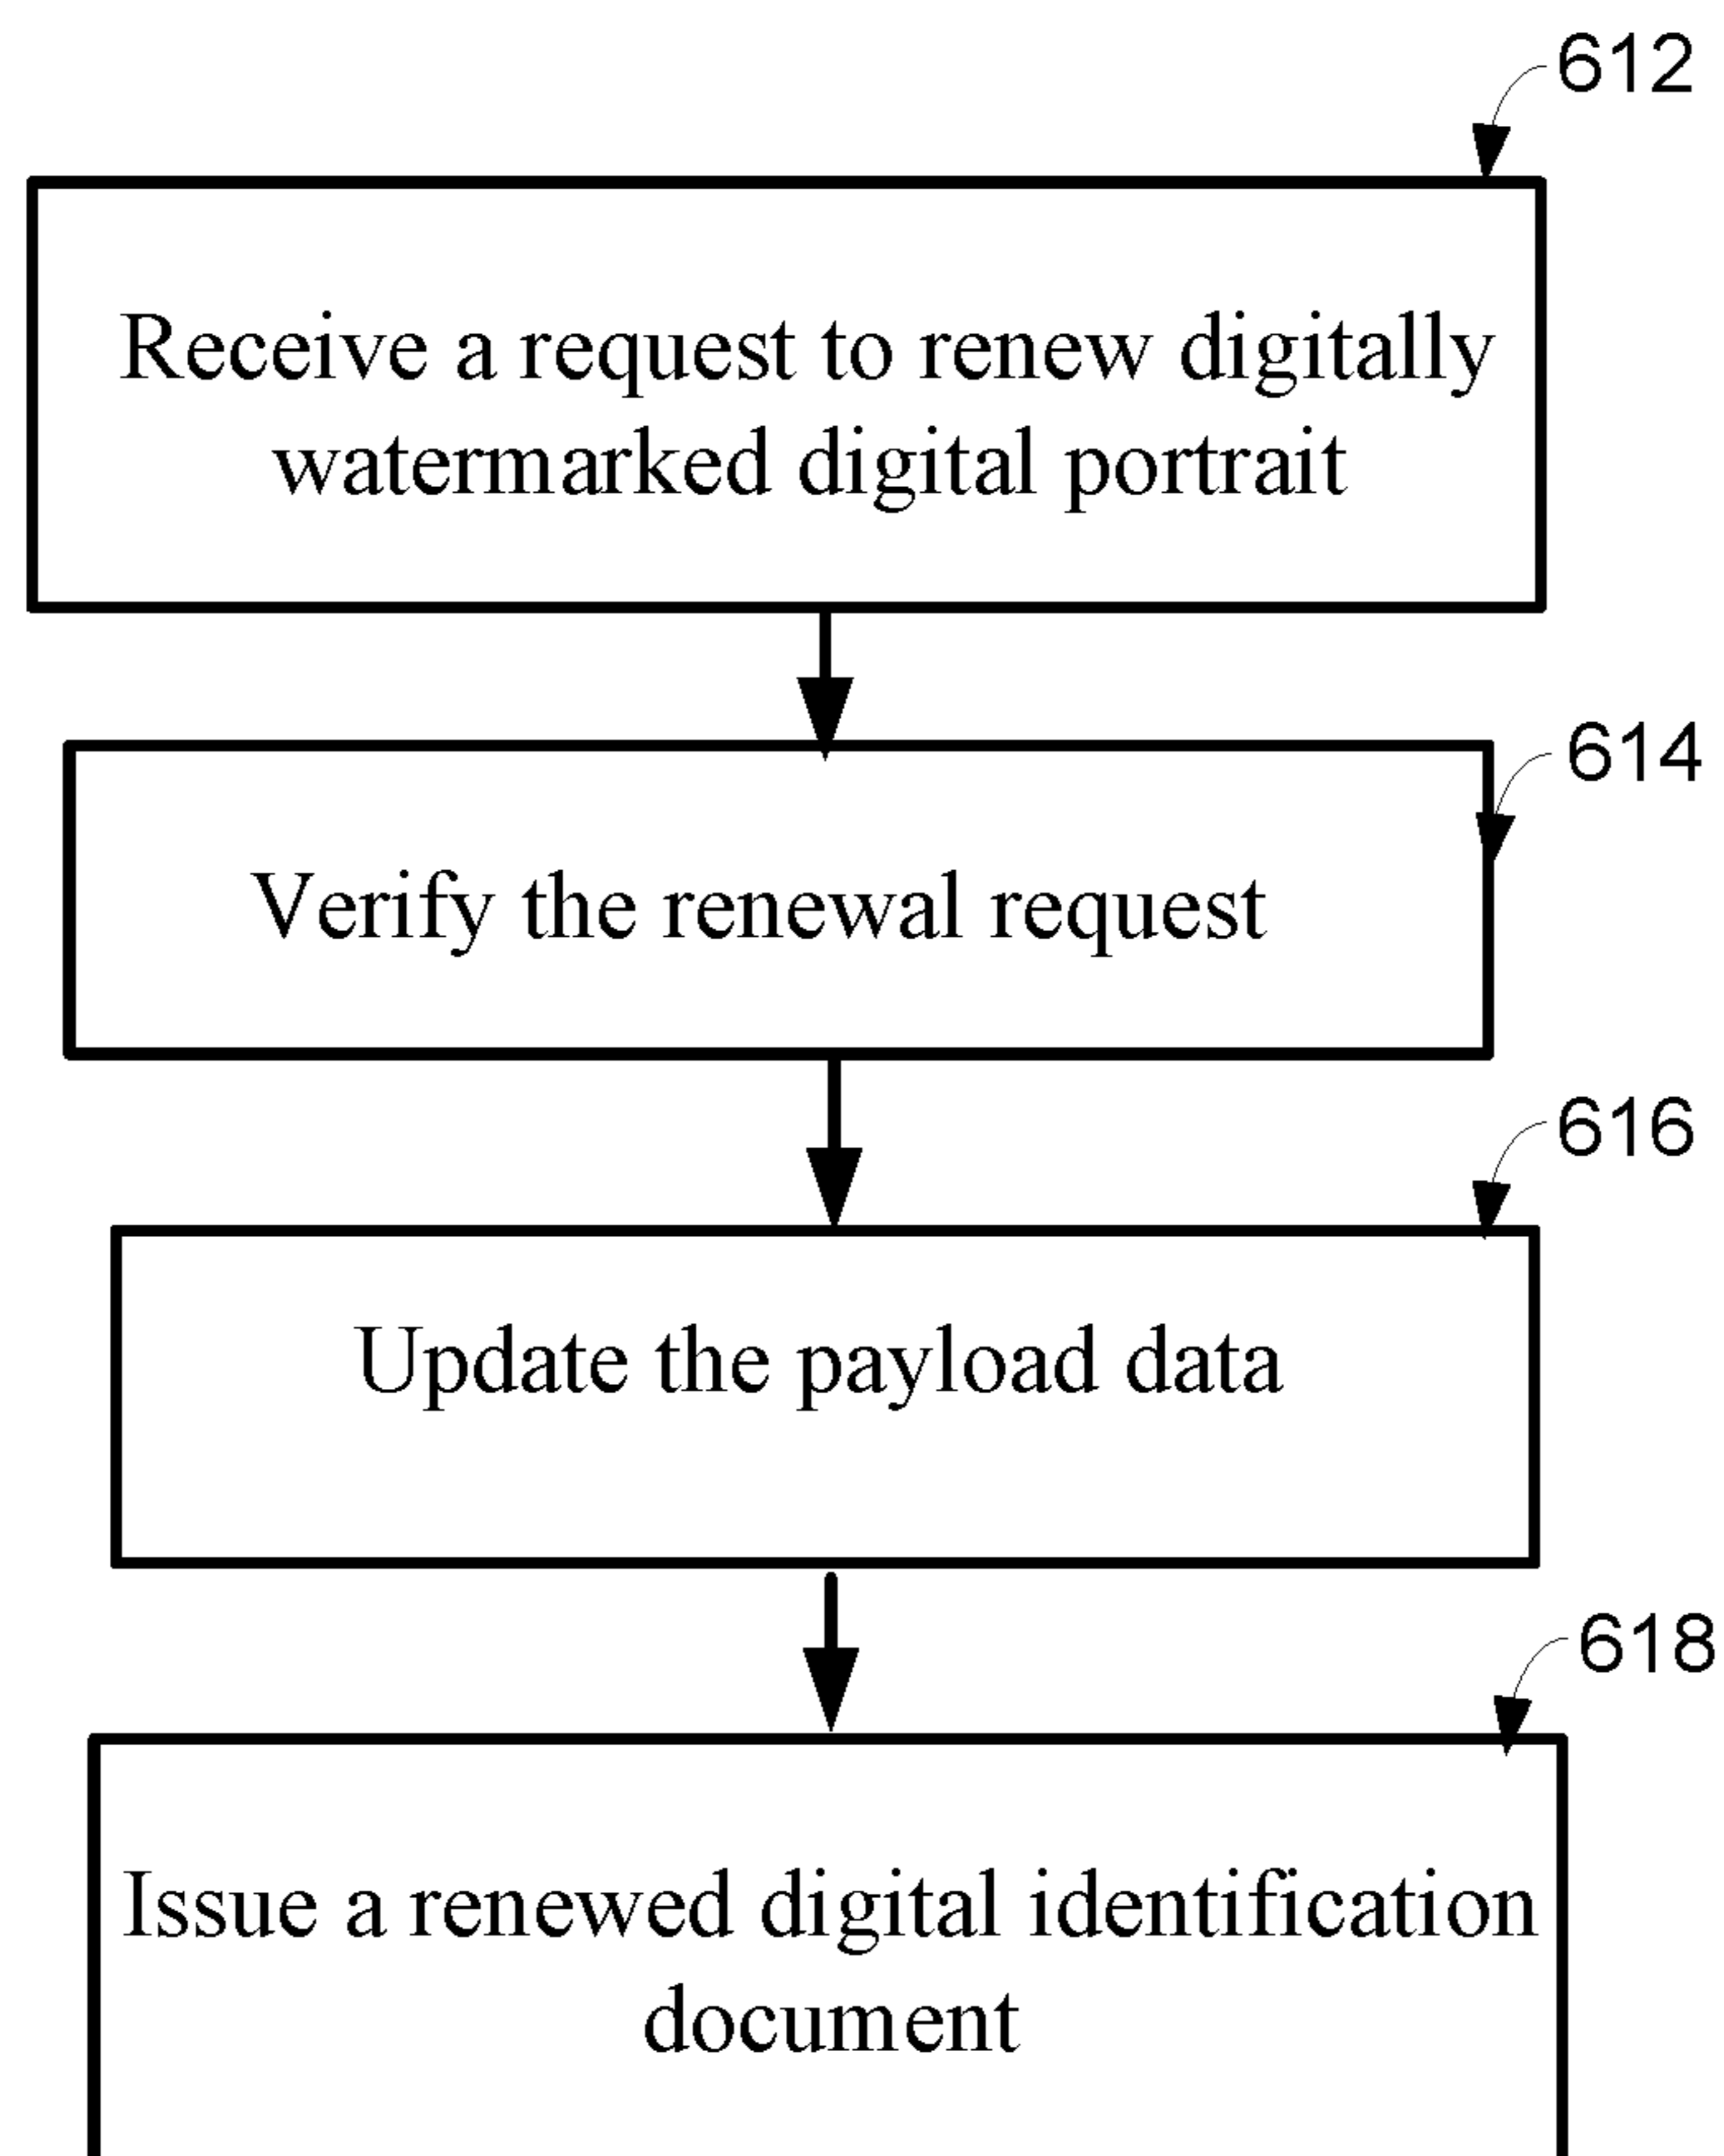 612
Receive a request to renew digitally
watermarked digital portrait
614
Verify the renewal request
616
Update the payload data
618
Issue a renewed digital identification
document